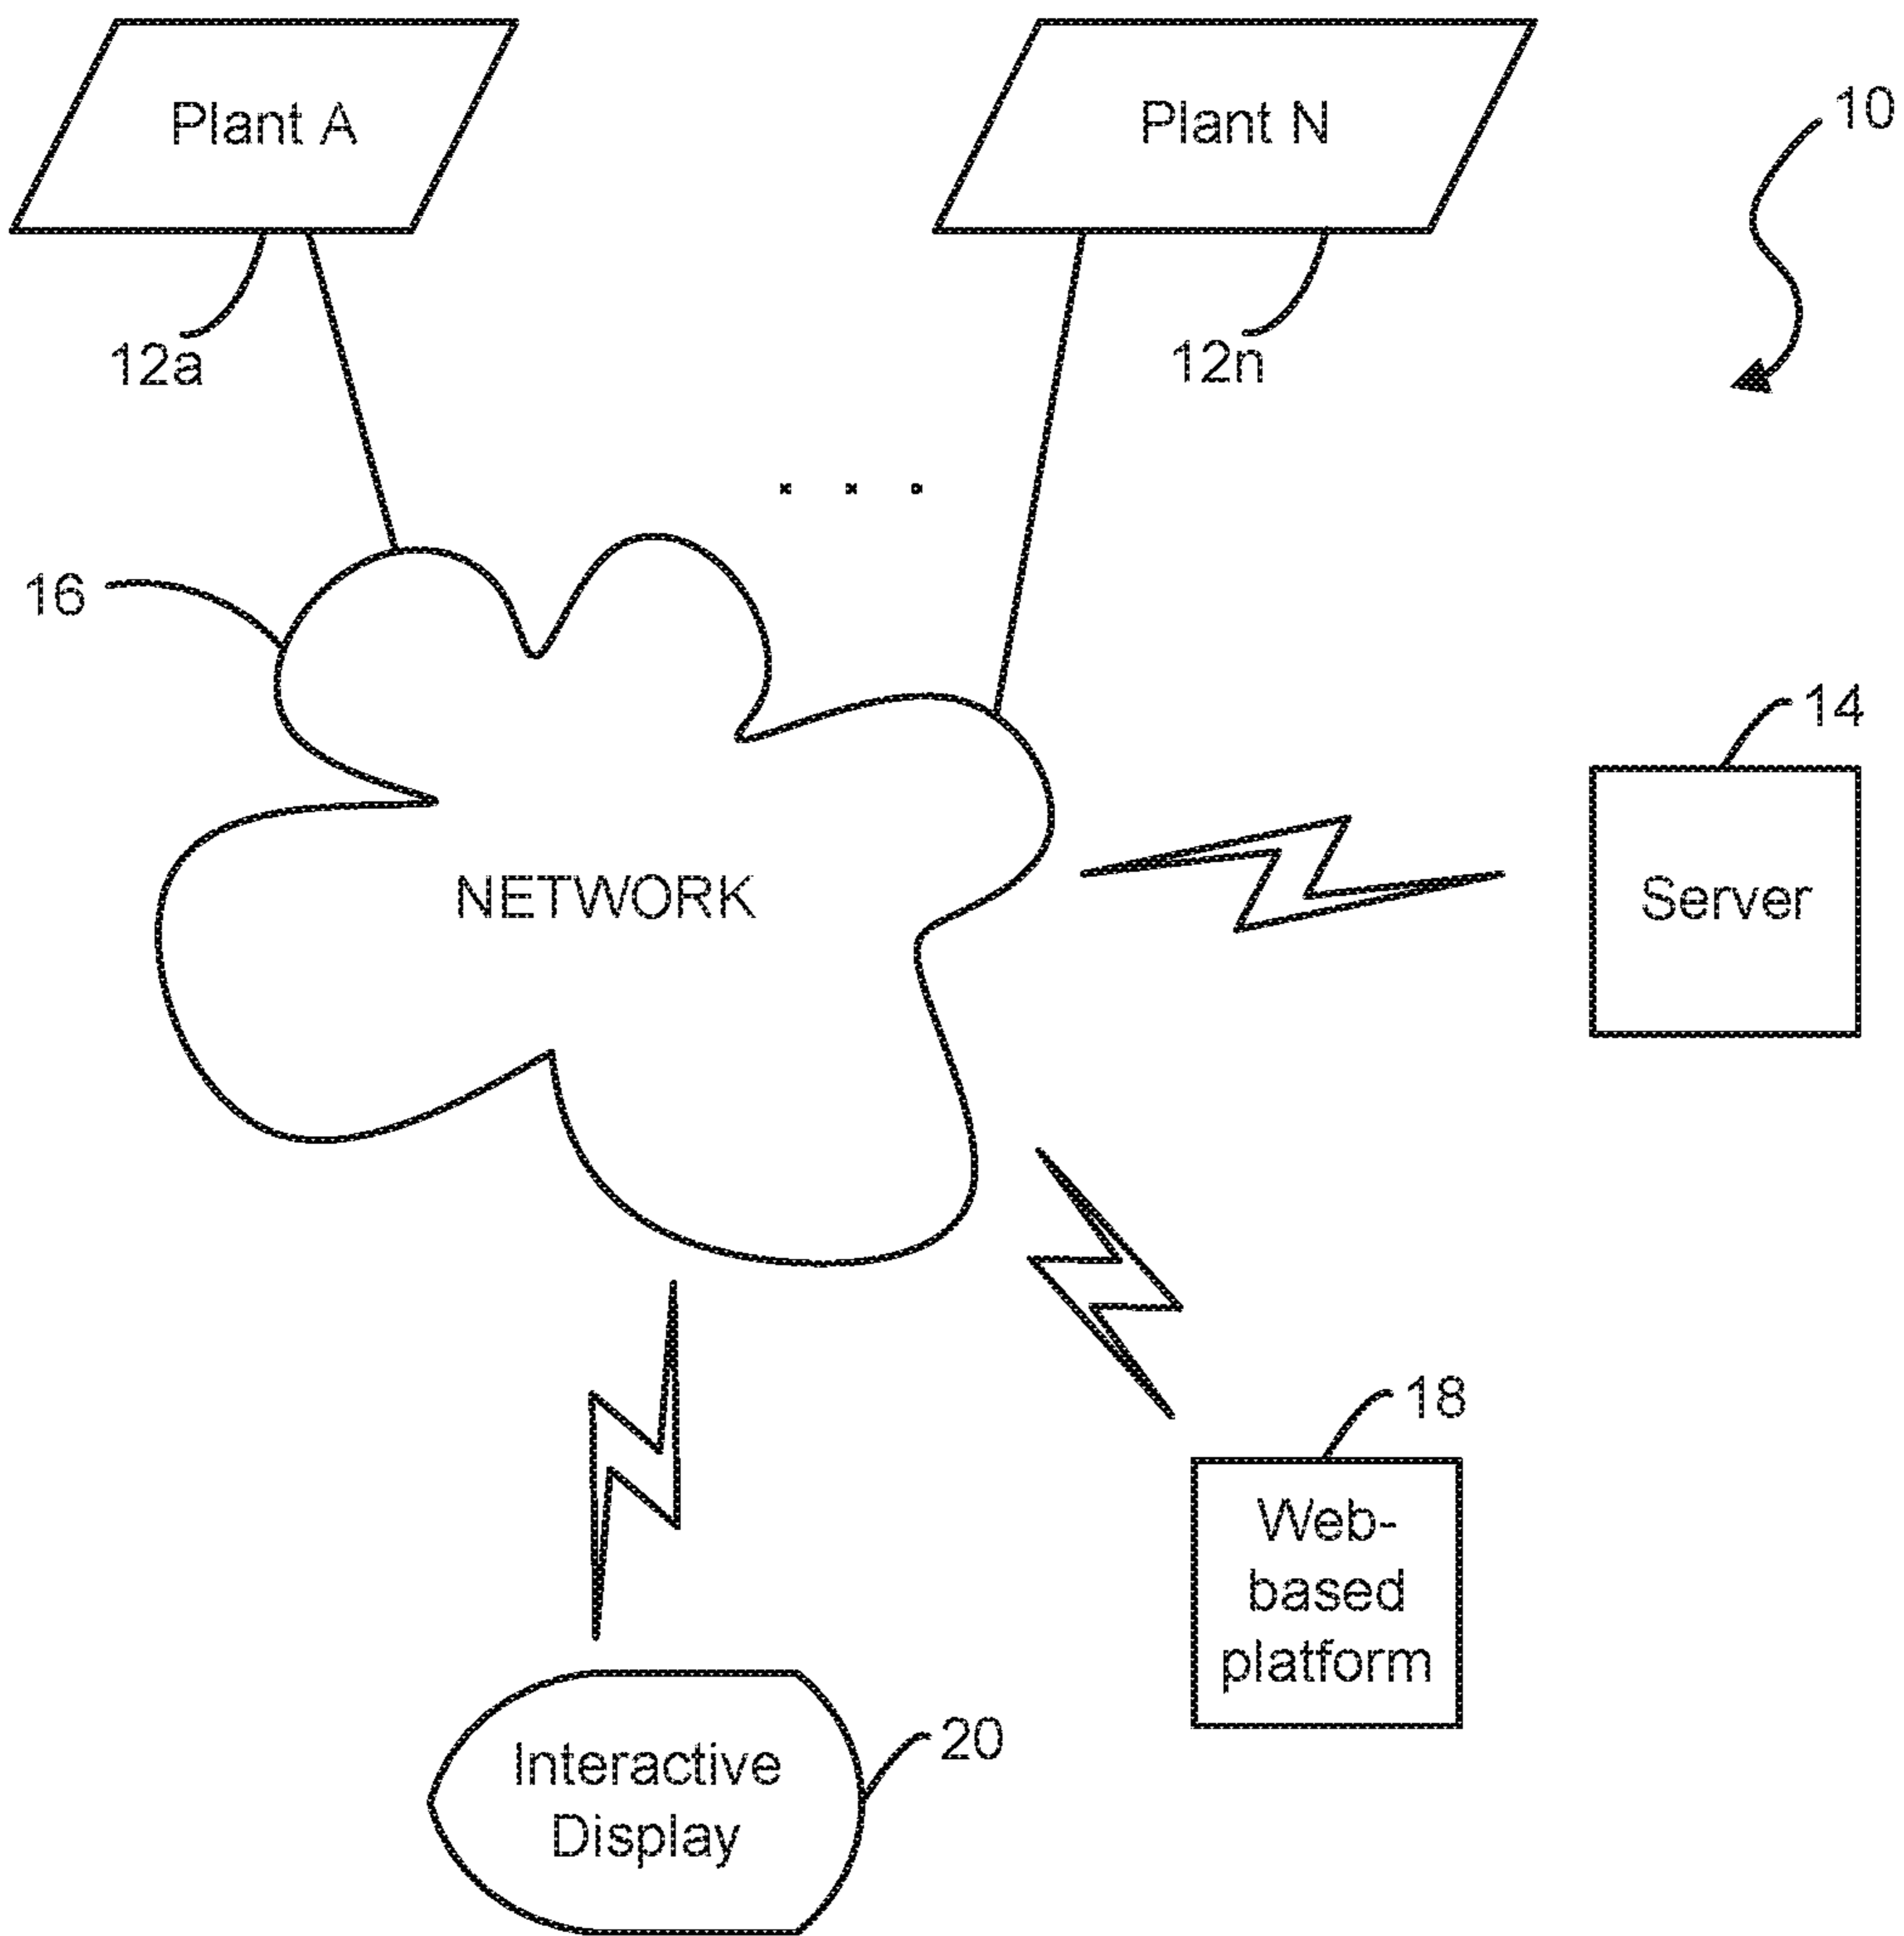 Plant A
Plant N
10
12a
12n
. . .
16
14
NETWORK
Server
18
Web-
based
platform
20
Interactive
Display